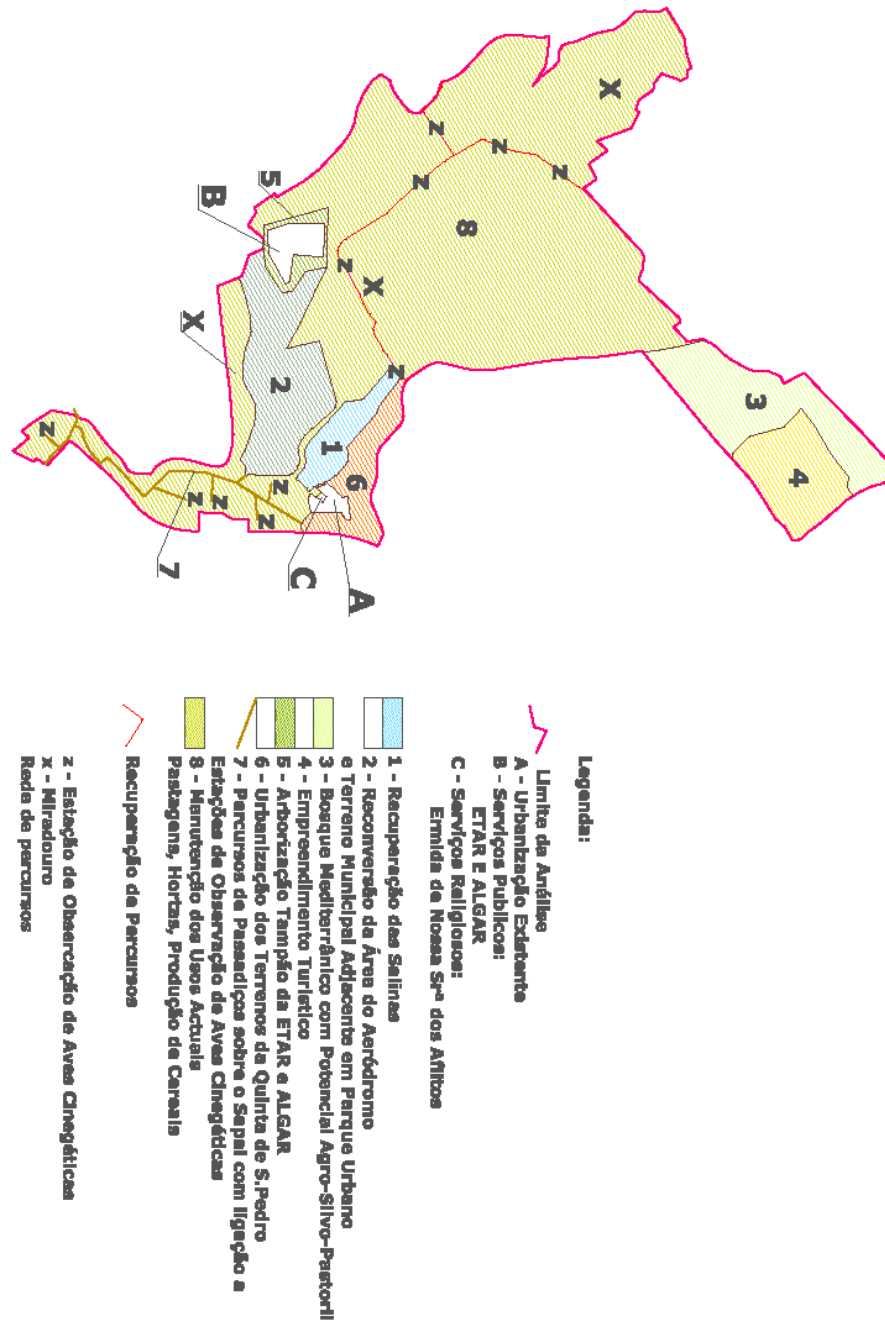 4
3
X
z
z
8
z
z
z
X
A
6
z
1
C
2
z
5
z
z
B
z
X
7
z
Legenda:
Limite da Análise
A - Urbanização Existente
B - Serviços Publicos:
ETAR E ALGAR
C - Serviços Religiosos:
Ermida de Nossa Srª dos Aflitos
1 - Recuperação das Salinas
2 - Reconversão da Área do Aeródromo
e Terreno Municipal Adjacente em Parque Urbano
3 - Bosque Mediterrânico com Potencial Agro-Silvo-Pastoril
4 - Empreendimento Turístico
5 - Arborização Tampão da ETAR e ALGAR
6 - Urbanização dos Terrenos da Quinta de S.Pedro
7 - Percursos de Passadiços sobre o Sapal com ligação a
Estações de Observação de Aves Cinegéticas
8 - Manutenção dos Usos Actuais
Pastagens, Hortas, Produção de Cereais
Recuperação de Percursos
z - Estação de Obsercação de Aves Cinegéticas
x - Miradouro
Rede de percursos